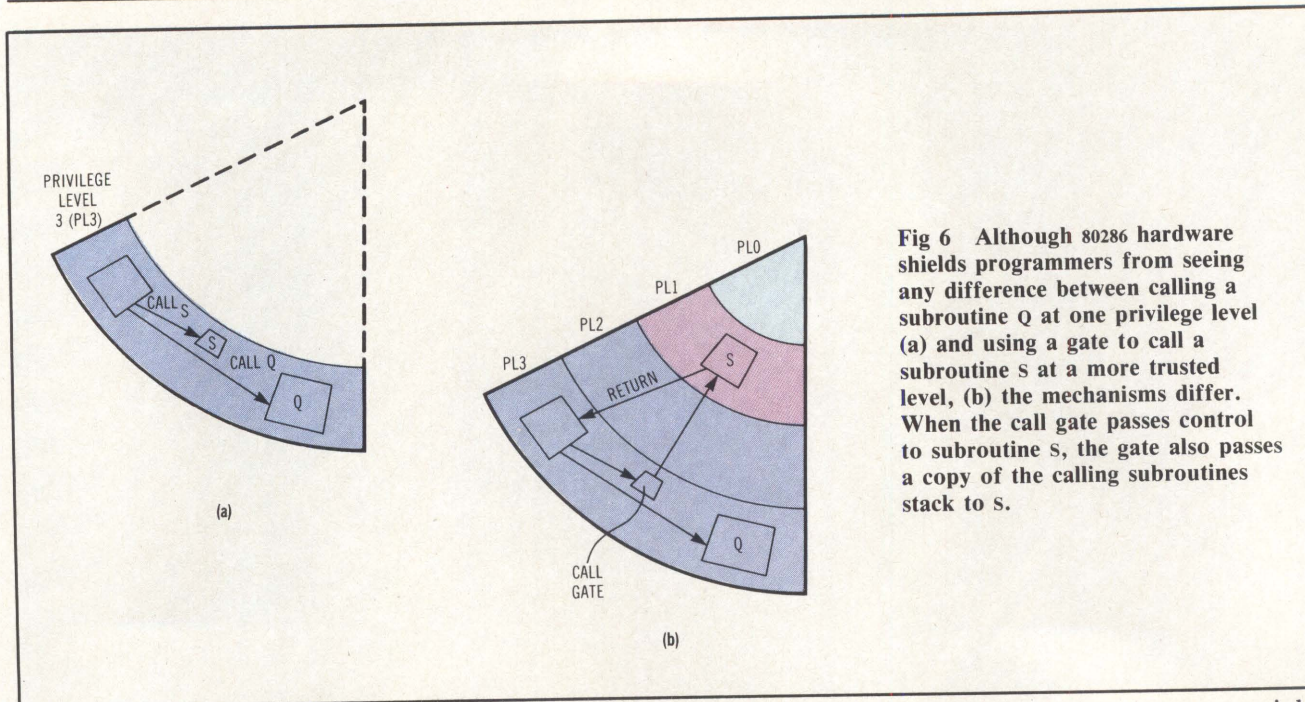 PRIVILEGE
LEVEL
3 (PL3)
CALL S
S
CALL Q
Q
(a)
PL0
PL1
PL2
PL3
S
RETURN
Q
CALL
GATE
(b)
Fig 6 Although 80286 hardware
shields programmers from seeing
any difference between calling a
subroutine Q at one privilege level
(a) and using a gate to call a
subroutine S at a more trusted
level, (b) the mechanisms differ.
When the call gate passes control
to subroutine S, the gate also passes
a copy of the calling subroutines
stack to S.